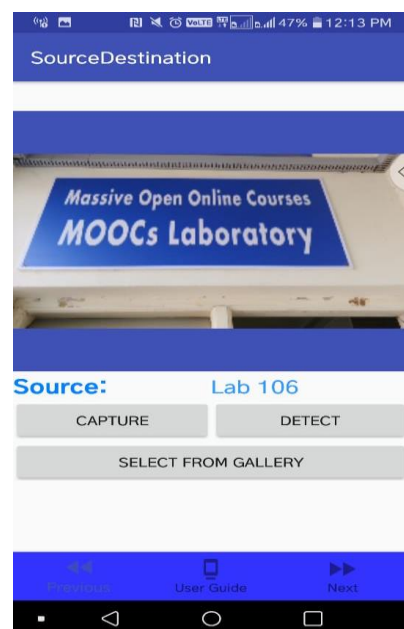 VoLTE 47% 12:13 PM
SourceDestination
Massive Open Online Courses
MOOCs Laboratory
Source: Lab 106
CAPTURE DETECT
SELECT FROM GALLERY
Previous User Guide Next